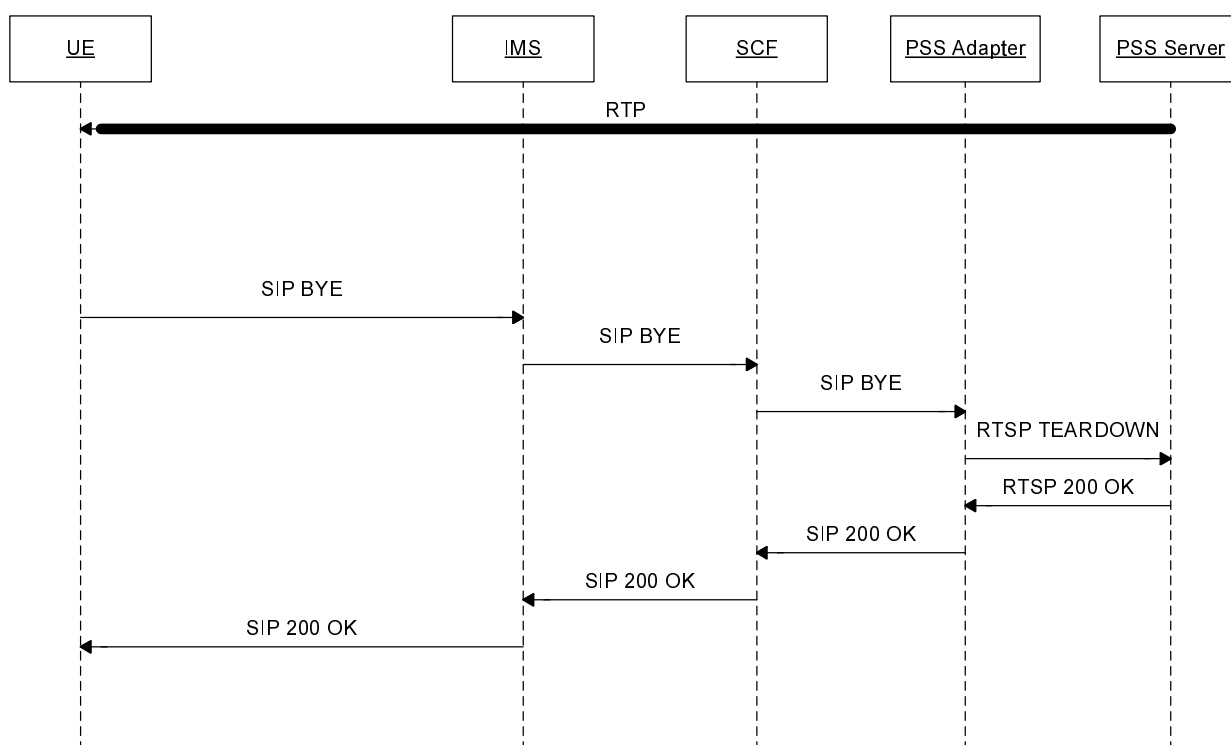 UE
IMS
SCF
PSS Adapter
PSS Server
RTP
SIP BYE
SIP BYE
SIP BYE
RTSP TEARDOWN
RTSP 200 OK
SIP 200 OK
SIP 200 OK
SIP 200 OK